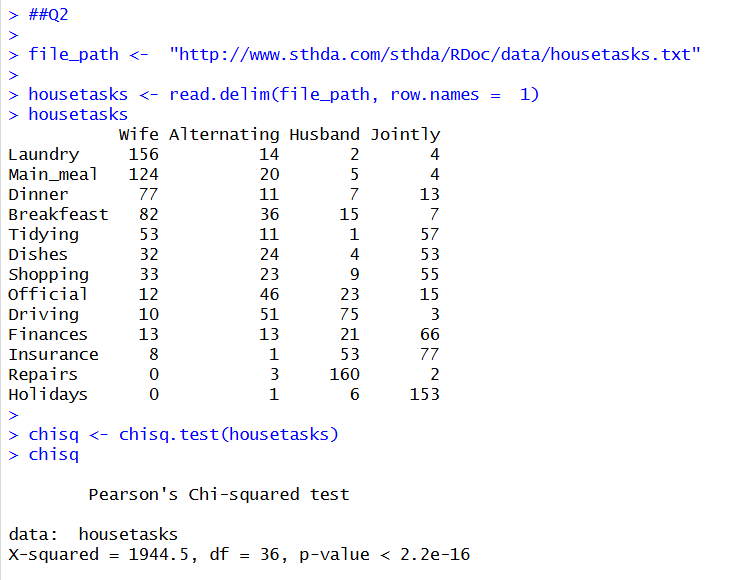 > ##Q2
>
> file_path <-  "http://www.sthda.com/sthda/RDoc/data/housetasks.txt"
>
> housetasks <- read.delim(file_path, row.names =  1)
> housetasks
           Wife Alternating Husband Jointly
Laundry     156          14       2       4
Main_meal   124          20       5       4
Dinner       77          11       7      13
Breakfeast   82          36      15       7
Tidying      53          11       1      57
Dishes       32          24       4      53
Shopping     33          23       9      55
Official     12          46      23      15
Driving      10          51      75       3
Finances     13          13      21      66
Insurance     8           1      53      77
Repairs       0           3     160       2
Holidays      0           1       6     153
>
> chisq <- chisq.test(housetasks)
> chisq
        Pearson's Chi-squared test
data:  housetasks
X-squared = 1944.5, df = 36, p-value < 2.2e-16